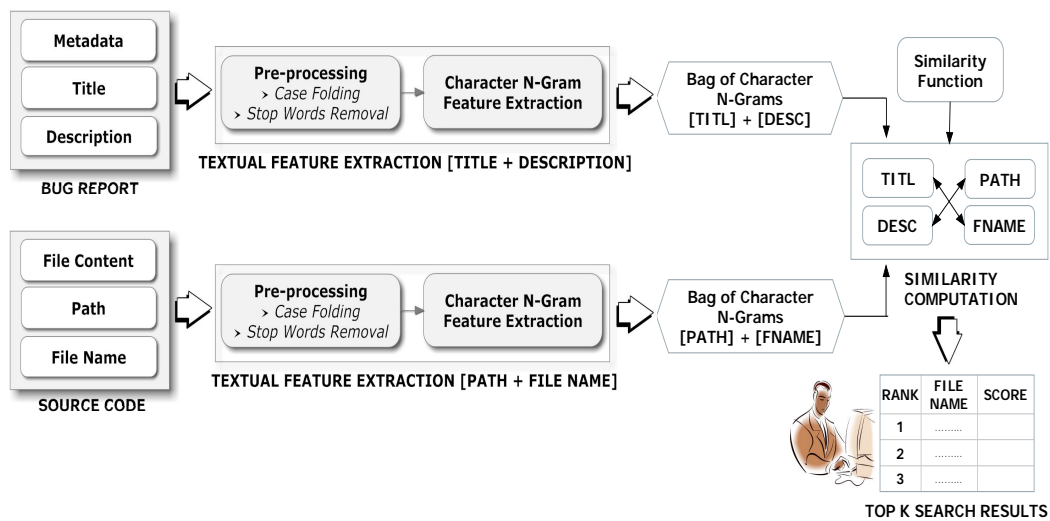 Metadata
Title
Description
BUG REPORT
Pre-processing
› Case Folding
› Stop Words Removal
Character N-Gram
Feature Extraction
TEXTUAL FEATURE EXTRACTION [TITLE + DESCRIPTION]
Bag of Character
N-Grams
[TITL] + [DESC]
Similarity
Function
TITL
PATH
DESC
FNAME
SIMILARITY
COMPUTATION
File Content
Path
File Name
SOURCE CODE
Pre-processing
› Case Folding
› Stop Words Removal
Character N-Gram
Feature Extraction
TEXTUAL FEATURE EXTRACTION [PATH + FILE NAME]
Bag of Character
N-Grams
[PATH] + [FNAME]
RANK
FILE
NAME
SCORE
1 .........
2 .........
3 .........
TOP K SEARCH RESULTS